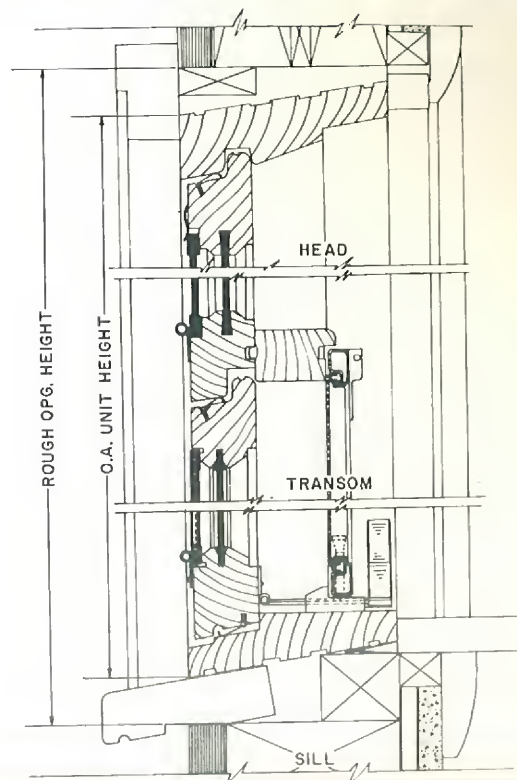 HEAD
ROUGH OPG. HEIGHT
O.A. UNIT HEIGHT
TRANSOM
SILL